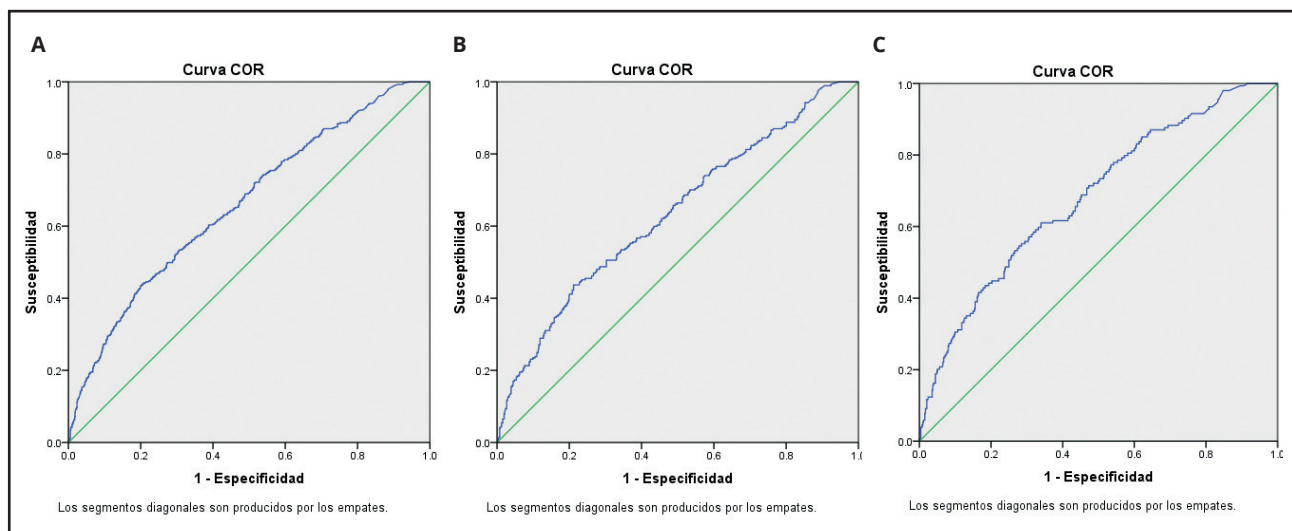 A
Curva COR
Susceptibilidad
1.0
0.8
0.6
0.4
0.2
0.0
0.0 0.2 0.4 0.6 0.8 1.0
1 - Especificidad
Los segmentos diagonales son producidos por los empates.
B
Curva COR
Susceptibilidad
1.0
0.8
0.6
0.4
0.2
0.0
0.0 0.2 0.4 0.6 0.8 1.0
1 - Especificidad
Los segmentos diagonales son producidos por los empates.
C
Curva COR
Susceptibilidad
1.0
0.8
0.6
0.4
0.2
0.0
0.0 0.2 0.4 0.6 0.8 1.0
1 - Especificidad
Los segmentos diagonales son producidos por los empates.